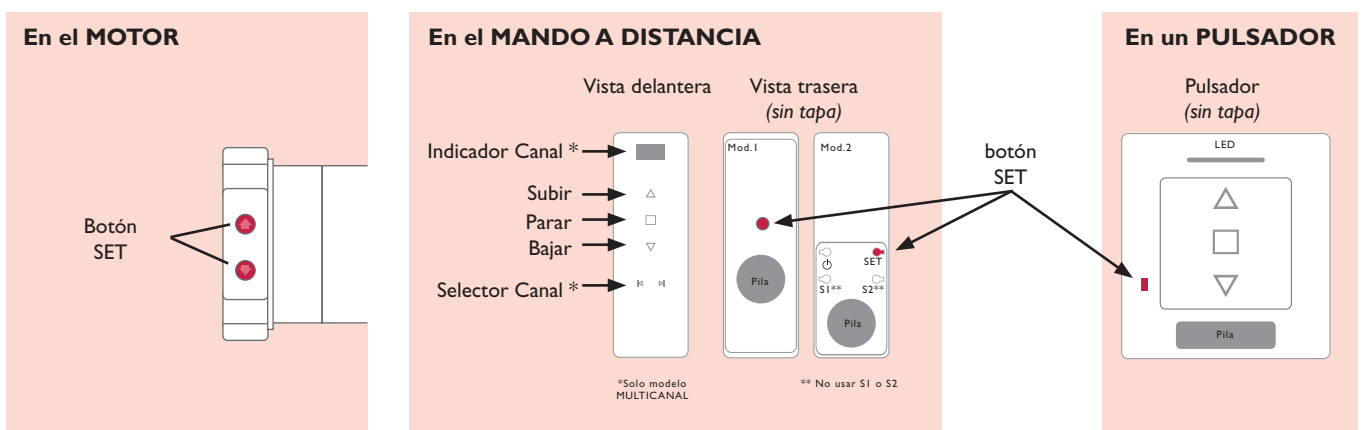 En el MOTOR
Botón
SET
En el MANDO A DISTANCIA
Vista delantera
Vista trasera
(sin tapa)
Indicador Canal *
Subir
Parar
Bajar
Selector Canal *
Mod.1
Pila
Mod.2
SET
S1**
S2**
Pila
*Solo modelo
MULTICANAL
** No usar S1 o S2
botón
SET
En un PULSADOR
Pulsador
(sin tapa)
LED
Pila